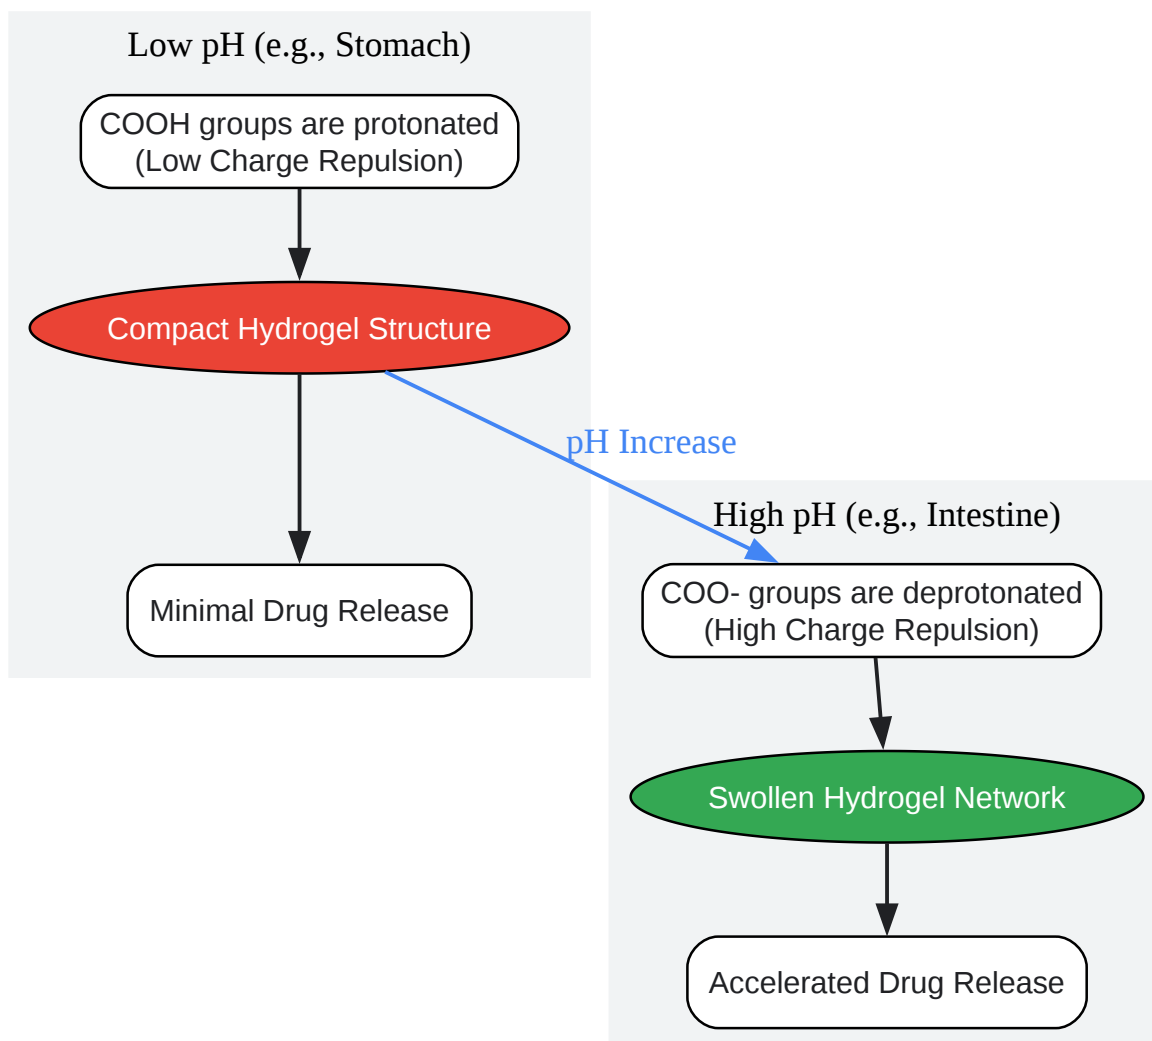 Low pH (e.g., Stomach)
COOH groups are protonated
(Low Charge Repulsion)
Compact Hydrogel Structure
Minimal Drug Release
pH Increase
High pH (e.g., Intestine)
COO- groups are deprotonated
(High Charge Repulsion)
Swollen Hydrogel Network
Accelerated Drug Release